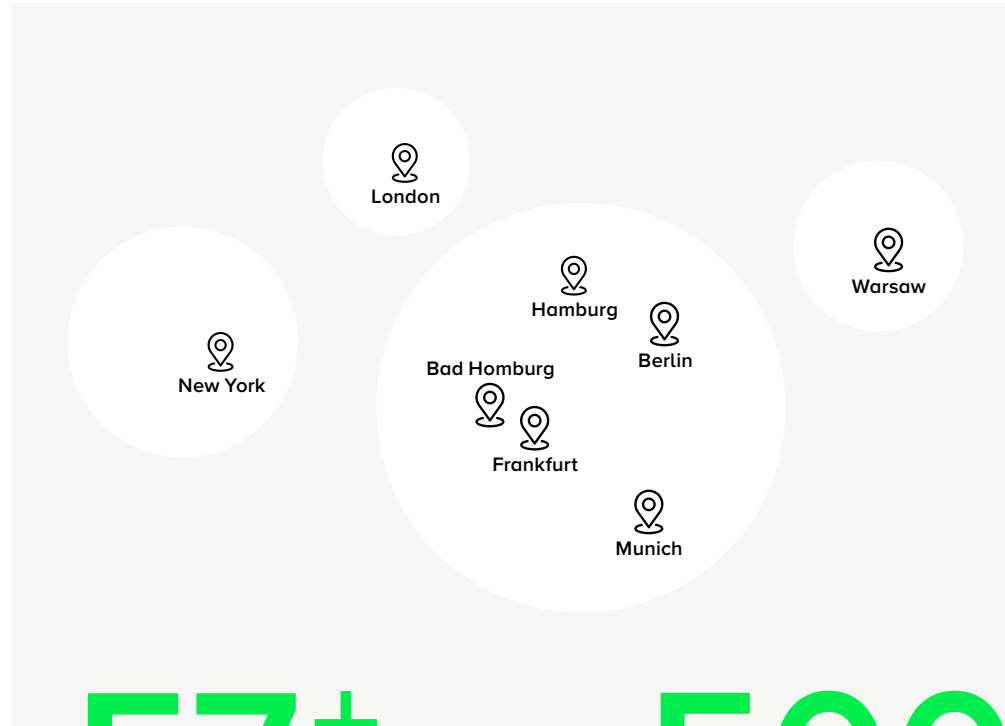 London
Warsaw
Hamburg
Berlin
Bad Homburg
New York
Frankfurt
Munich